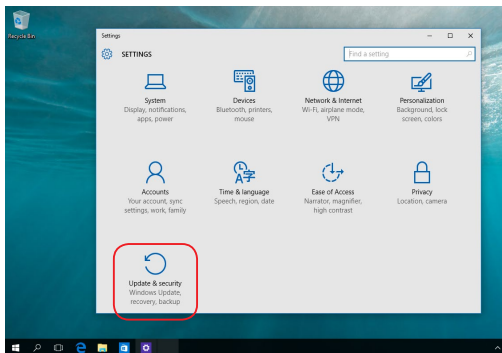 Recycle Bin
Settings
SETTINGS
Find a setting
System
Display, notifications,
apps, power
Devices
Bluetooth, printers,
mouse
Network & Internet
Wi-Fi, airplane mode,
VPN
Personalization
Background, lock
screen, colors
Accounts
Your account, sync
settings, work, family
Time & language
Speech, region, date
Ease of Access
Narrator, magnifier,
high contrast
Privacy
Location, camera
Update & security
Windows Update,
recovery, backup